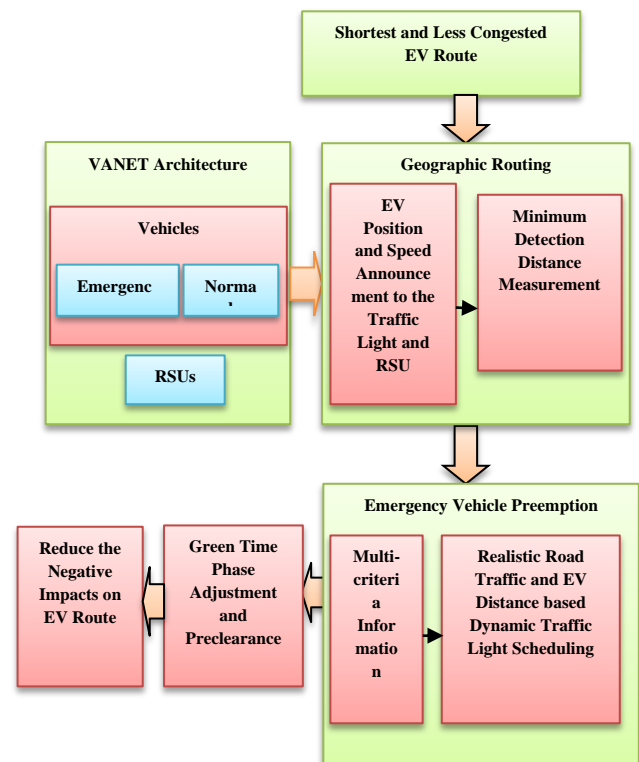 Shortest and Less Congested
EV Route
VANET Architecture
Vehicles
Emergenc
Norma
RSUs
Geographic Routing
EV
Position
and Speed
Announce
ment to the
Traffic
Light and
RSU
Minimum
Detection
Distance
Measurement
Emergency Vehicle Preemption
Multi-
criteri
a
Infor
matio
n
Realistic Road
Traffic and EV
Distance based
Dynamic Traffic
Light Scheduling
Green Time
Phase
Adjustment
and
Preclearance
Reduce the
Negative
Impacts on
EV Route